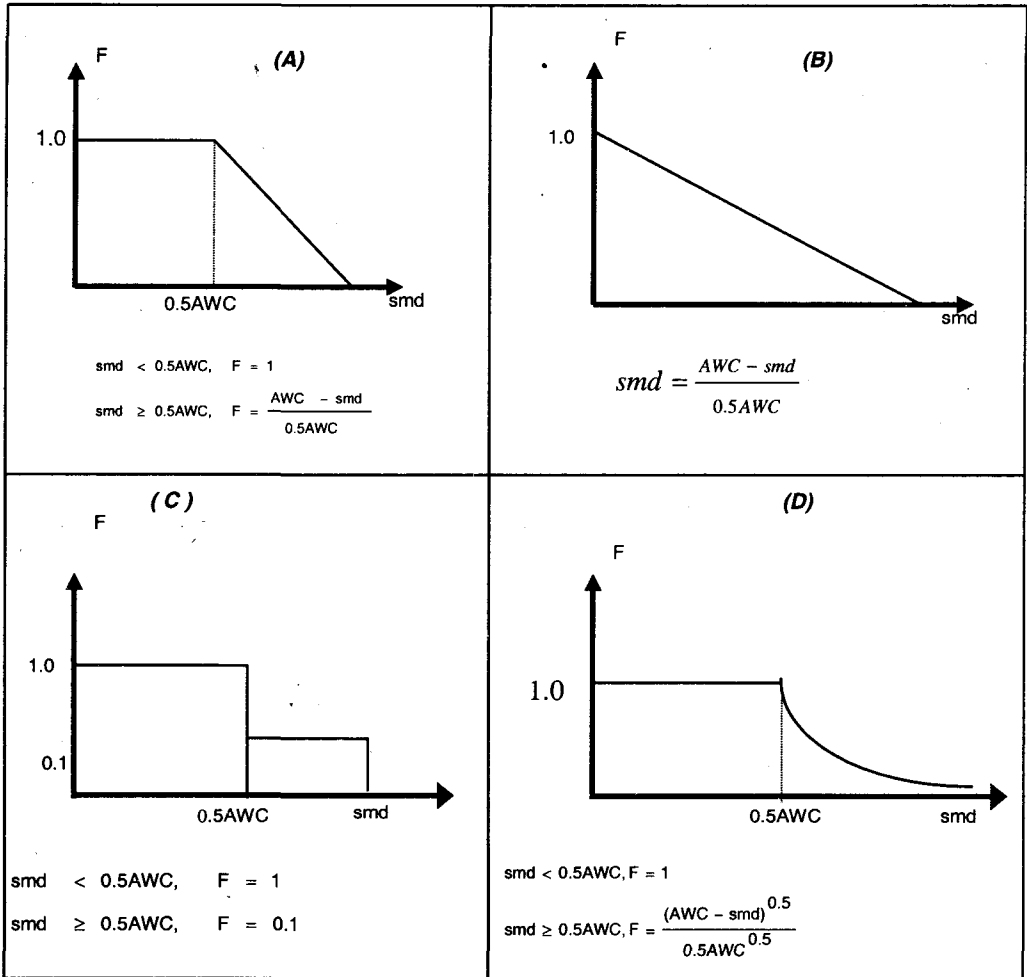 (A)
F
1.0
0.5AWC
smd
smd < 0.5AWC, F = 1
smd ≥ 0.5AWC, F = AWC - smd / 0.5AWC
(B)
F
1.0
smd
smd = AWC - smd / 0.5AWC
(C)
F
1.0
0.1
0.5AWC smd
smd < 0.5AWC, F = 1
smd ≥ 0.5AWC, F = 0.1
(D)
F
1.0
0.5AWC smd
smd < 0.5AWC, F = 1
smd ≥ 0.5AWC, F = (AWC - smd)^0.5 / 0.5AWC^0.5